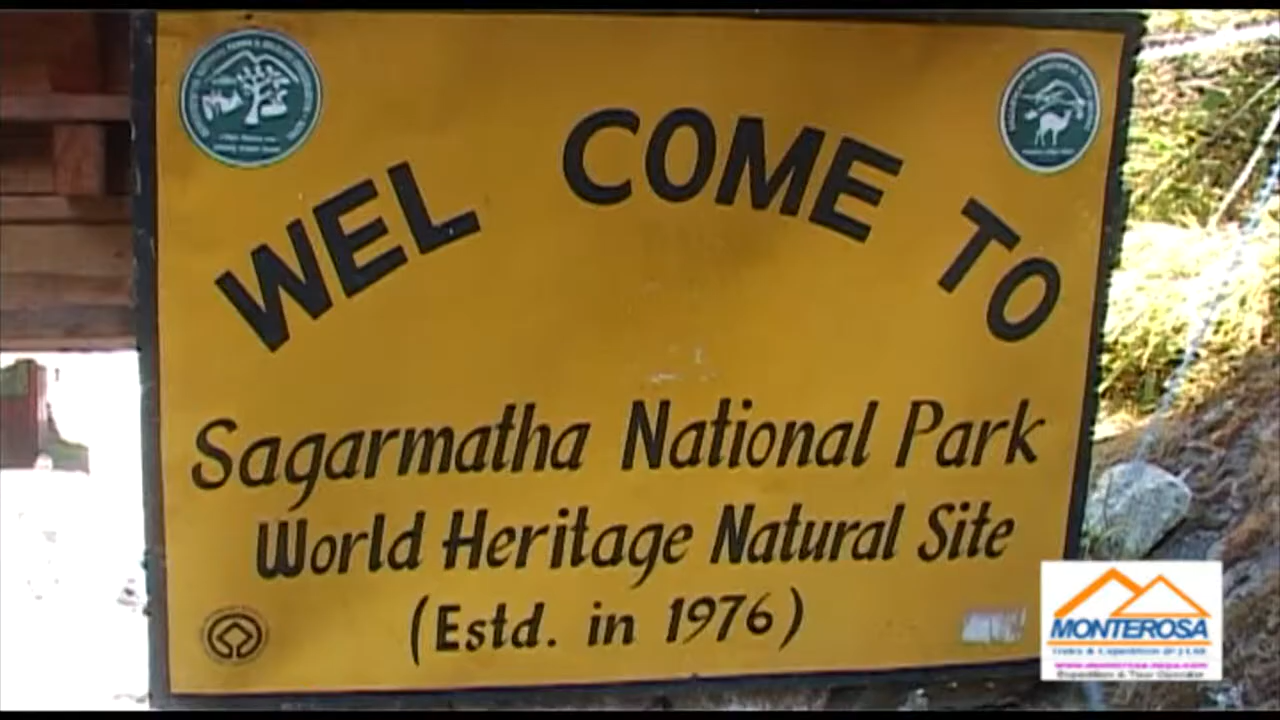 WEL COME TO
Sagarmatha National Park
World Heritage Natural Site
(Estd. in 1976)
MONTEROSA